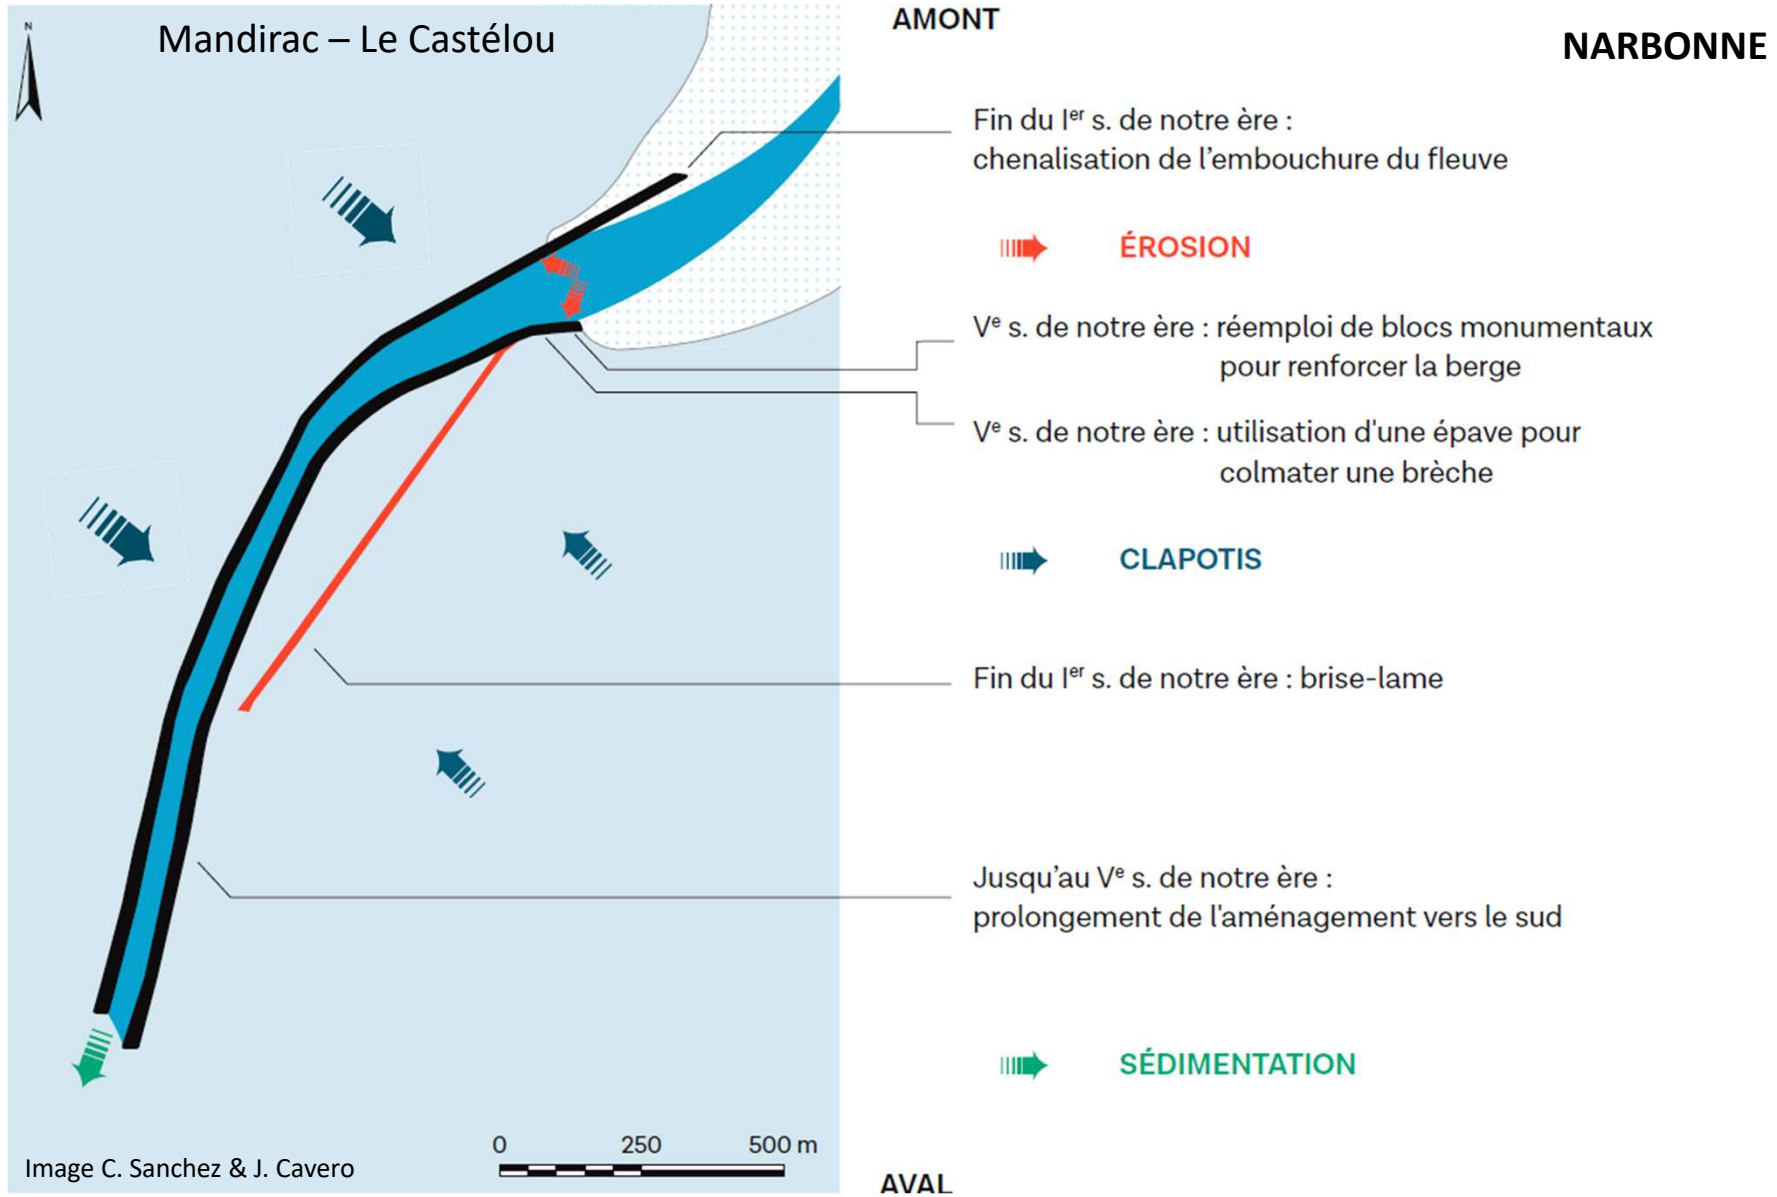 N
Mandirac – Le Castélou
AMONT
NARBONNE
Fin du Ier s. de notre ère :
chenalisation de l'embouchure du fleuve
ÉROSION
Ve s. de notre ère : réemploi de blocs monumentaux
pour renforcer la berge
Ve s. de notre ère : utilisation d'une épave pour
colmater une brèche
CLAPOTIS
Fin du Ier s. de notre ère : brise-lame
Jusqu'au Ve s. de notre ère :
prolongement de l'aménagement vers le sud
SÉDIMENTATION
0 250 500 m
Image C. Sanchez & J. Cavero
AVAL